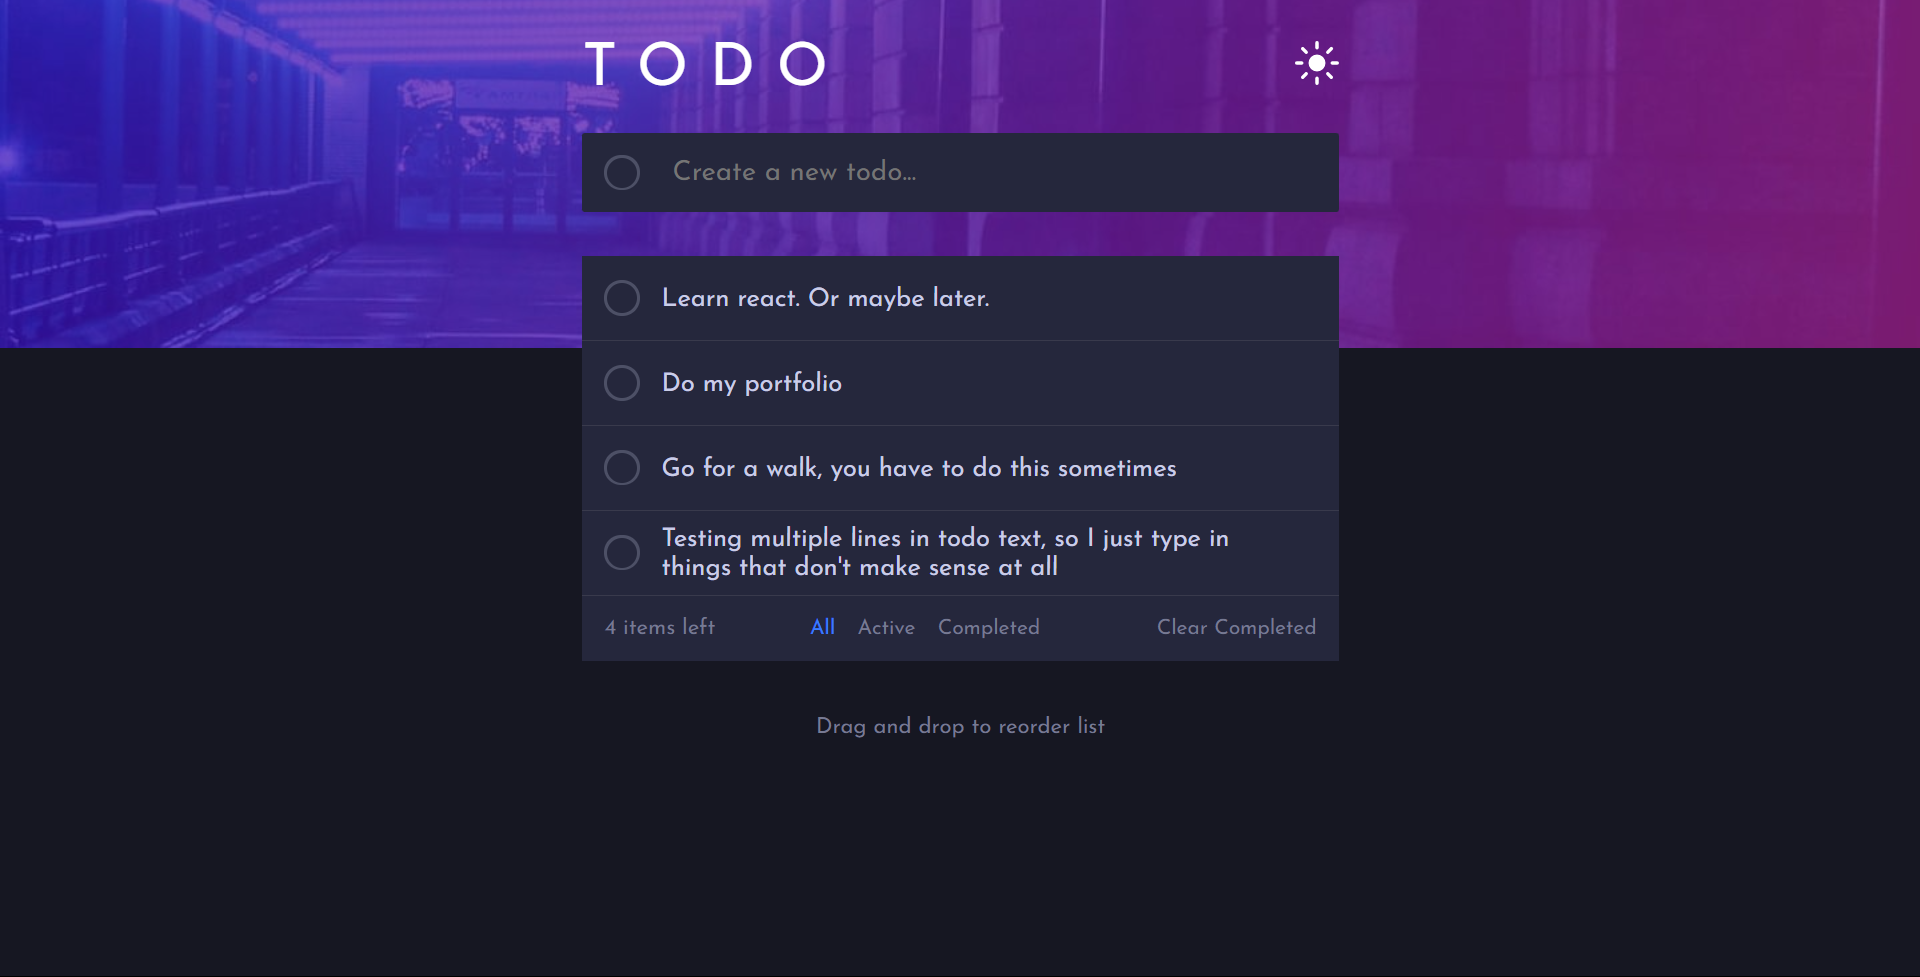 TODO
Create a new todo...
Learn react. Or maybe later.
Do my portfolio
Go for a walk, you have to do this sometimes
Testing multiple lines in todo text, so I just type in
things that don't make sense at all
4 items left All Active Completed Clear Completed
Drag and drop to reorder list